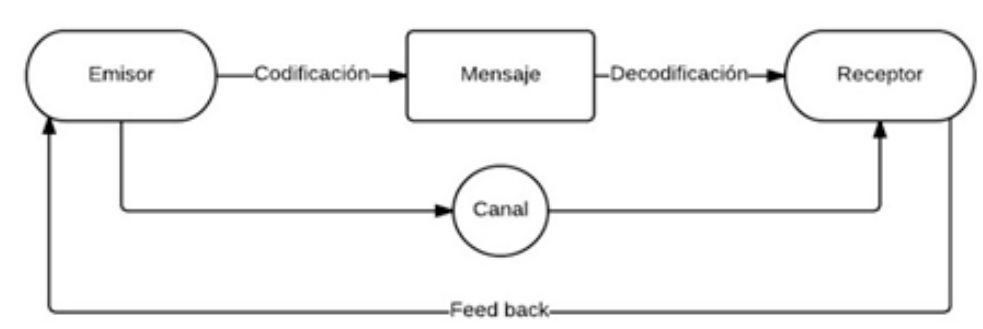 Emisor
Codificación
Mensaje
Decodificación
Receptor
Canal
Feed back